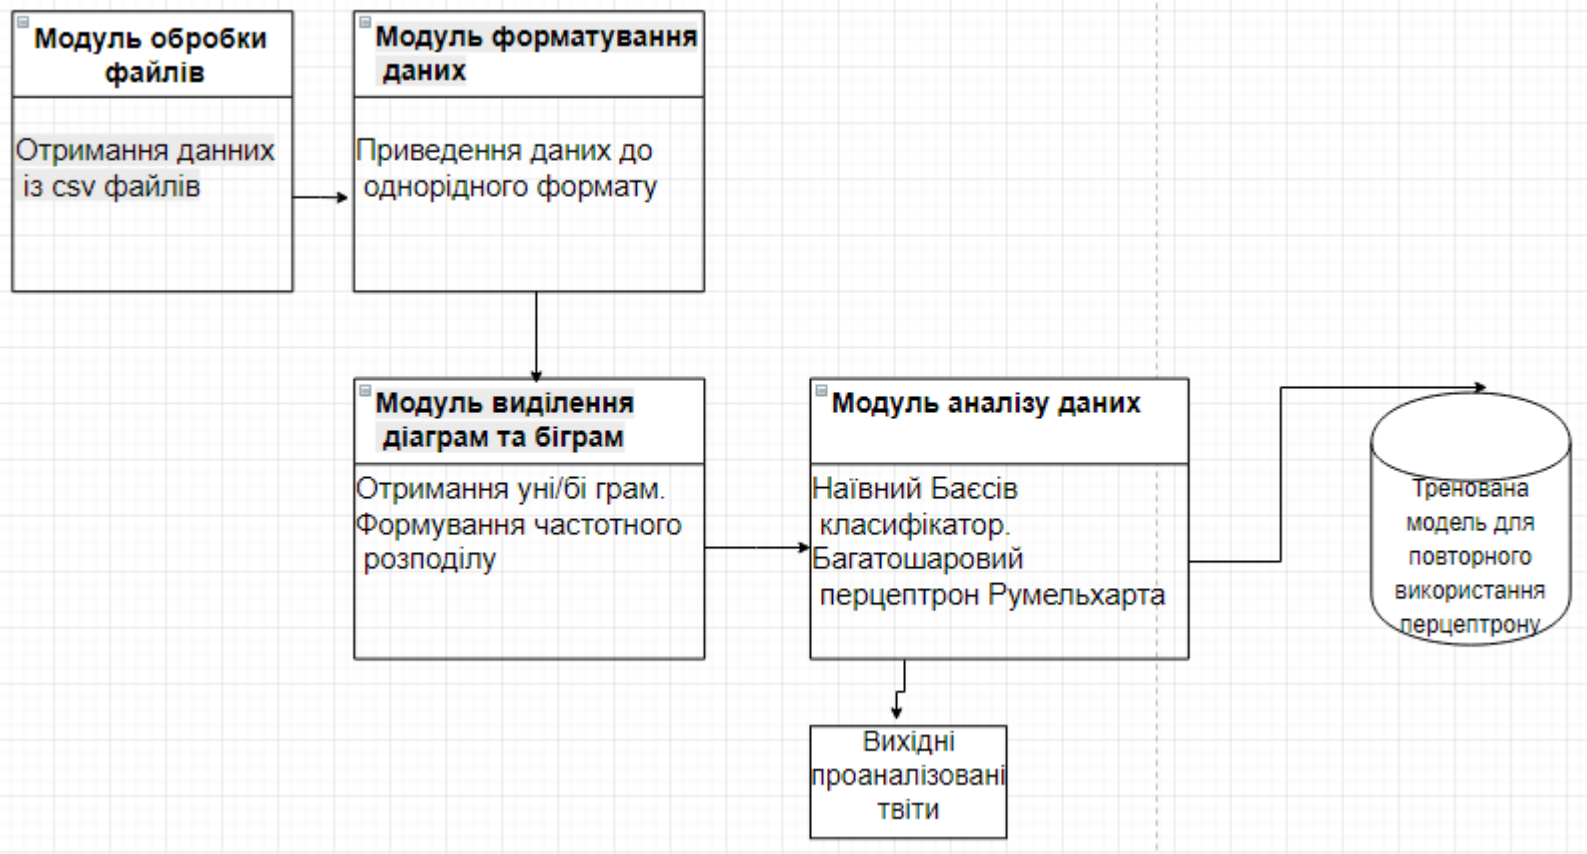 Модуль обробки
файлів
Отримання данних
із csv файлів
Модуль форматування
даних
Приведення даних до
однорідного формату
Модуль виділення
діаграм та біграм
Отримання уні/бі грам.
Формування частотного
розподілу
Модуль аналізу даних
Наївний Баєсів
класифікатор.
Багатошаровий
перцептрон Румельхарта
Тренована
модель для
повторного
використання
перцептрону
Вихідні
проаналізовані
твіти